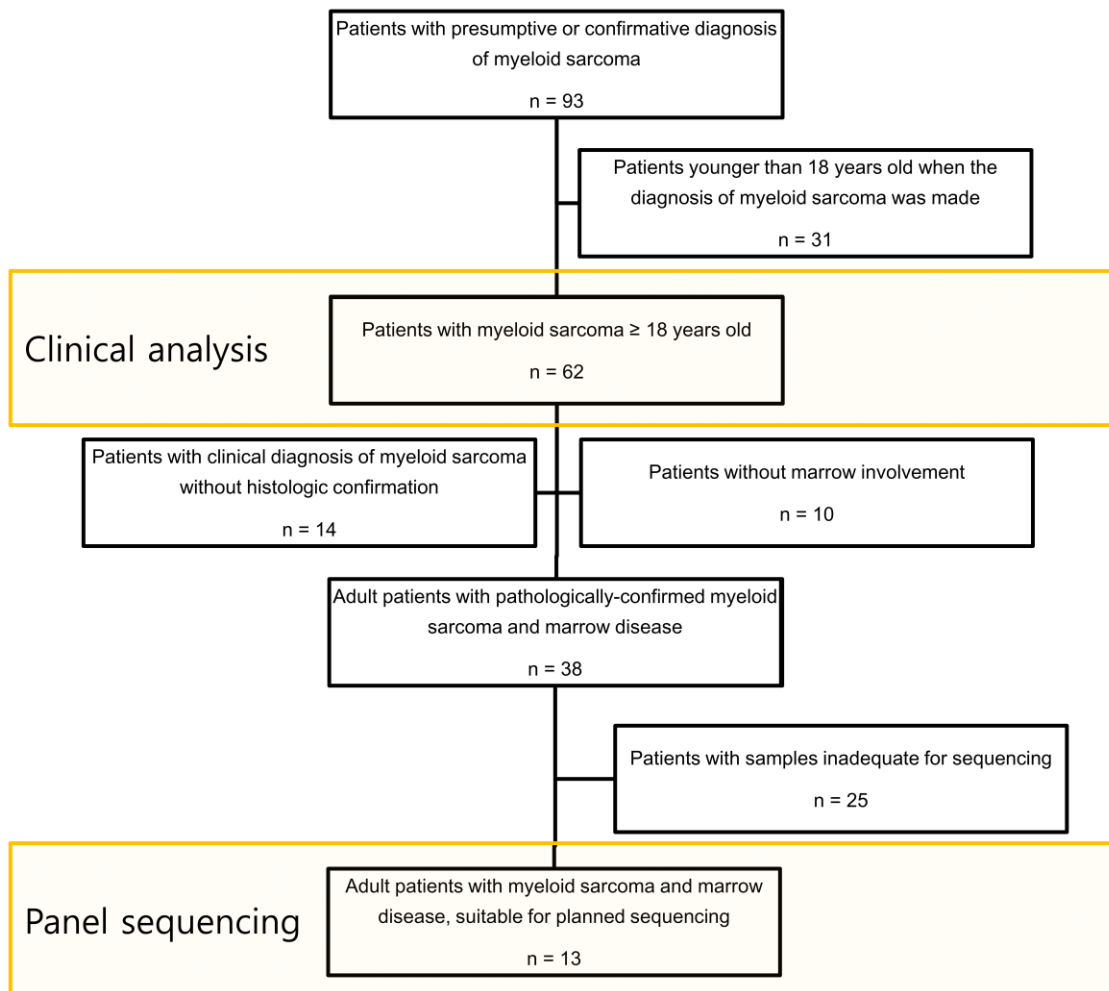 Patients with presumptive or confirmative diagnosis
of myeloid sarcoma
n = 93
Patients younger than 18 years old when the
diagnosis of myeloid sarcoma was made
n = 31
Clinical analysis
Patients with myeloid sarcoma ≥ 18 years old
n = 62
Patients with clinical diagnosis of myeloid sarcoma
without histologic confirmation
n = 14
Patients without marrow involvement
n = 10
Adult patients with pathologically-confirmed myeloid
sarcoma and marrow disease
n = 38
Patients with samples inadequate for sequencing
n = 25
Panel sequencing
Adult patients with myeloid sarcoma and marrow
disease, suitable for planned sequencing
n = 13